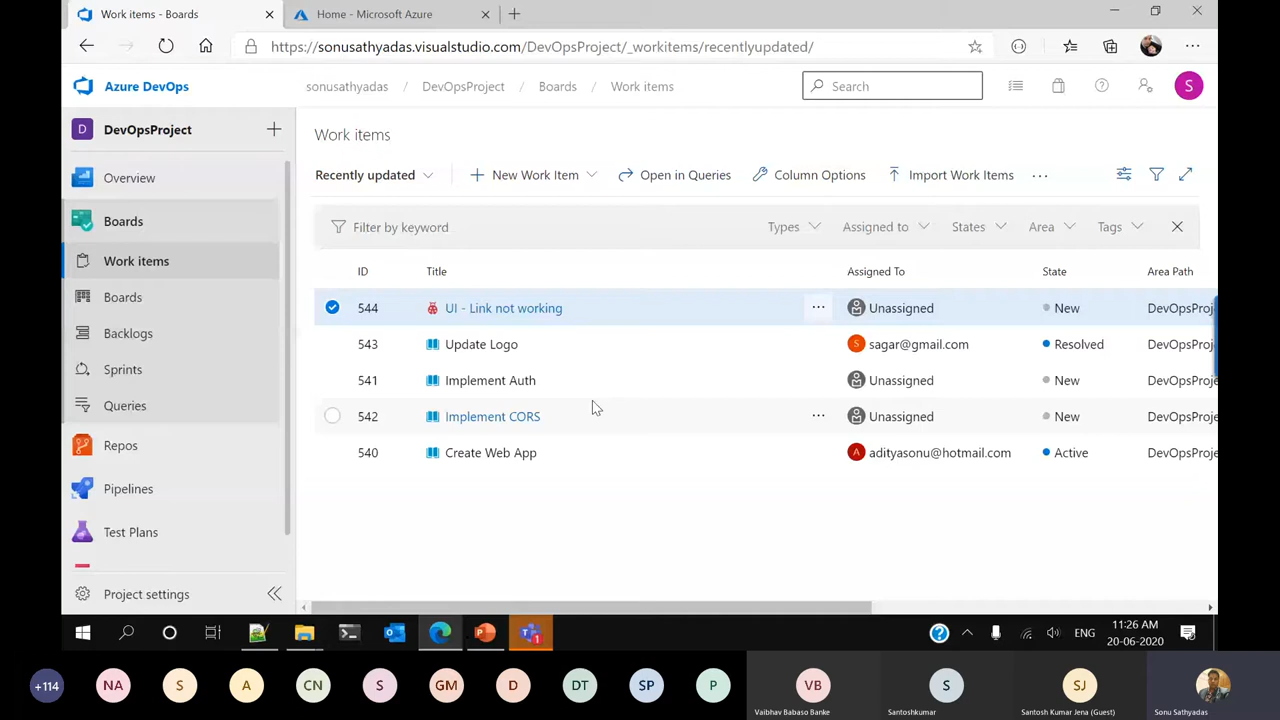 Work items - Boards
Home - Microsoft Azure
https://sonusathyadas.visualstudio.com/DevOpsProject/_workitems/recentlyupdated/
Azure DevOps
sonusathyadas / DevOpsProject / Boards / Work items
Search
S
D DevOpsProject
Overview
Boards
Work items
Boards
Backlogs
Sprints
Queries
Repos
Pipelines
Test Plans
Project settings
Work items
Recently updated
New Work Item
Open in Queries
Column Options
Import Work Items
Filter by keyword
Types
Assigned to
States
Area
Tags
ID Title Assigned To State Area Path
544 UI - Link not working Unassigned New DevOpsProj
543 Update Logo S sagar@gmail.com Resolved DevOpsProje
541 Implement Auth Unassigned New DevOpsProje
542 Implement CORS Unassigned New DevOpsProje
540 Create Web App A adityasonu@hotmail.com Active DevOpsProje
ENG
11:26 AM
20-06-2020
+114 NA S A CN S GM D DT SP P VB S SJ
Vaibhav Babaso Banke Santoshkumar Santosh Kumar Jena (Guest) Sonu Sathyadas